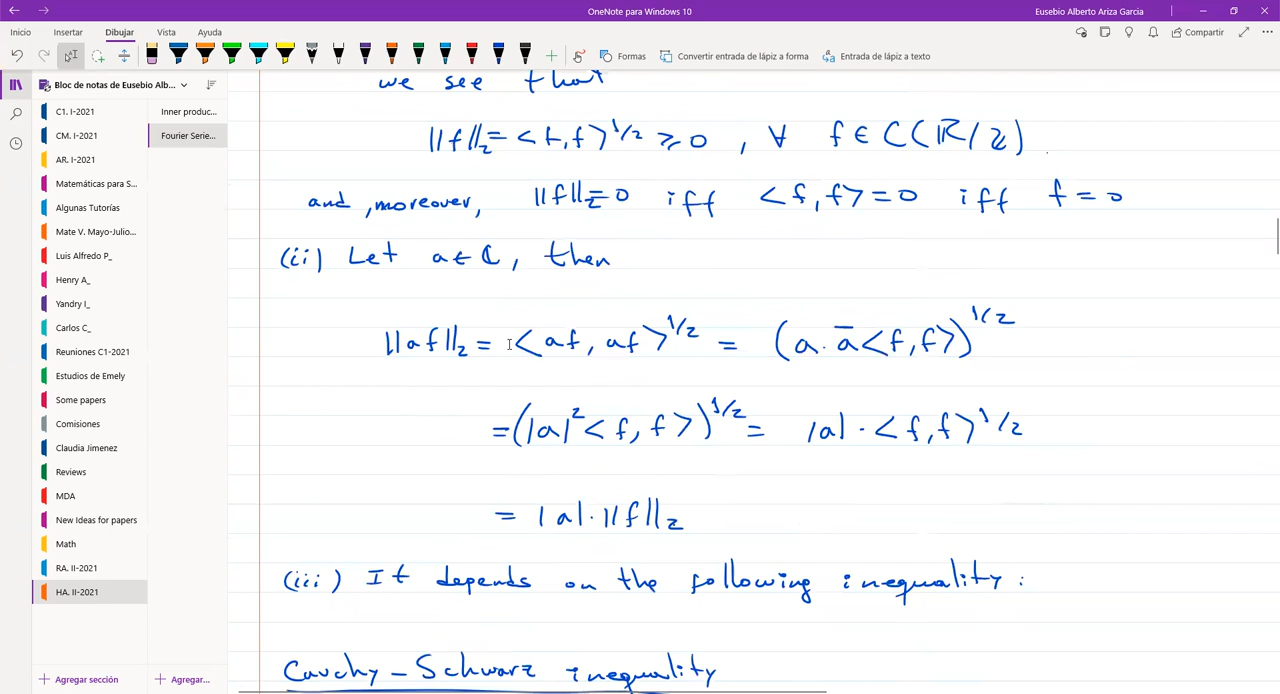 OneNote para Windows 10
Eusebio Alberto Ariza Garcia
Inicio Insertar Dibujar Vista Ayuda
Compartir
Formas Convertir entrada de lápiz a forma Entrada de lápiz a texto
Bloc de notas de Eusebio Alb...
C1. I-2021
CM. I-2021
AR. I-2021
Matemáticas para S...
Algunas Tutorías
Mate V. Mayo-Julio...
Luis Alfredo P_
Henry A_
Yandry I_
Carlos C_
Reuniones C1-2021
Estudios de Emely
Some papers
Comisiones
Claudia Jimenez
Reviews
MDA
New Ideas for papers
Math
RA. II-2021
HA. II-2021
Agregar sección
Inner produc...
Fourier Serie...
Agregar...
we see that
||f||₂ = <f,f>^1/2 ≥ 0 , ∀ f ∈ C(ℝ/ℤ)
and , moreover, ||f||₂ = 0 iff <f,f> = 0 iff f = 0
(ii) Let a ∈ ℂ, then
||af||₂ = <af, af>^1/2 = (a · ā <f,f>)^1/2
= (|a|² <f,f>)^1/2 = |a| · <f,f>^1/2
= |a| · ||f||₂
(iii) It depends on the following inequality:
Cauchy – Schwarz inequality